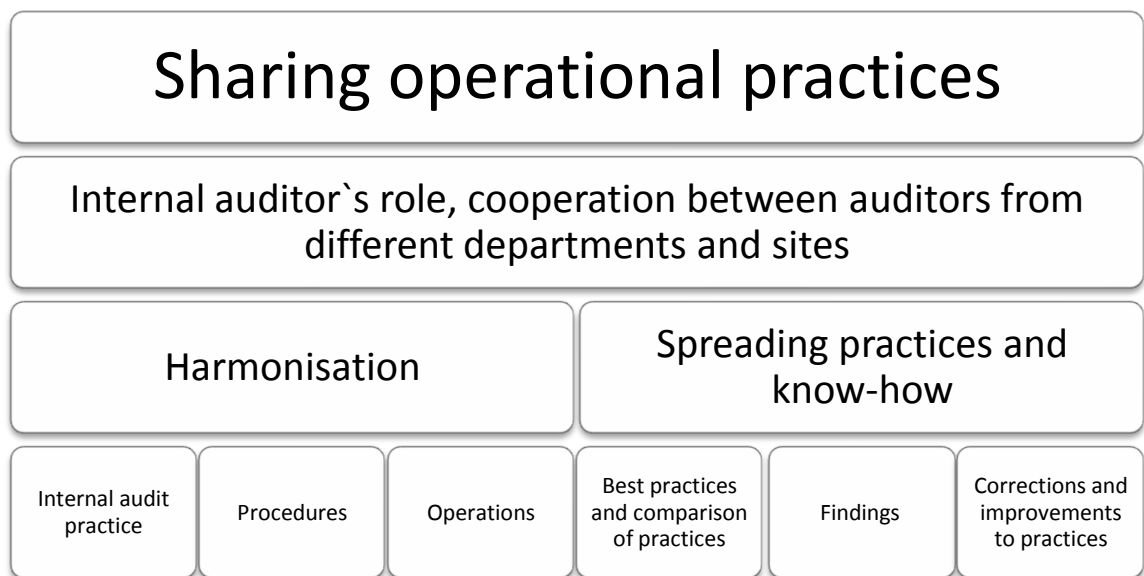 Sharing operational practices
Internal auditor`s role, cooperation between auditors from
different departments and sites
Harmonisation
Spreading practices and
know-how
Internal audit
practice
Procedures
Operations
Best practices
and comparison
of practices
Findings
Corrections and
improvements
to practices